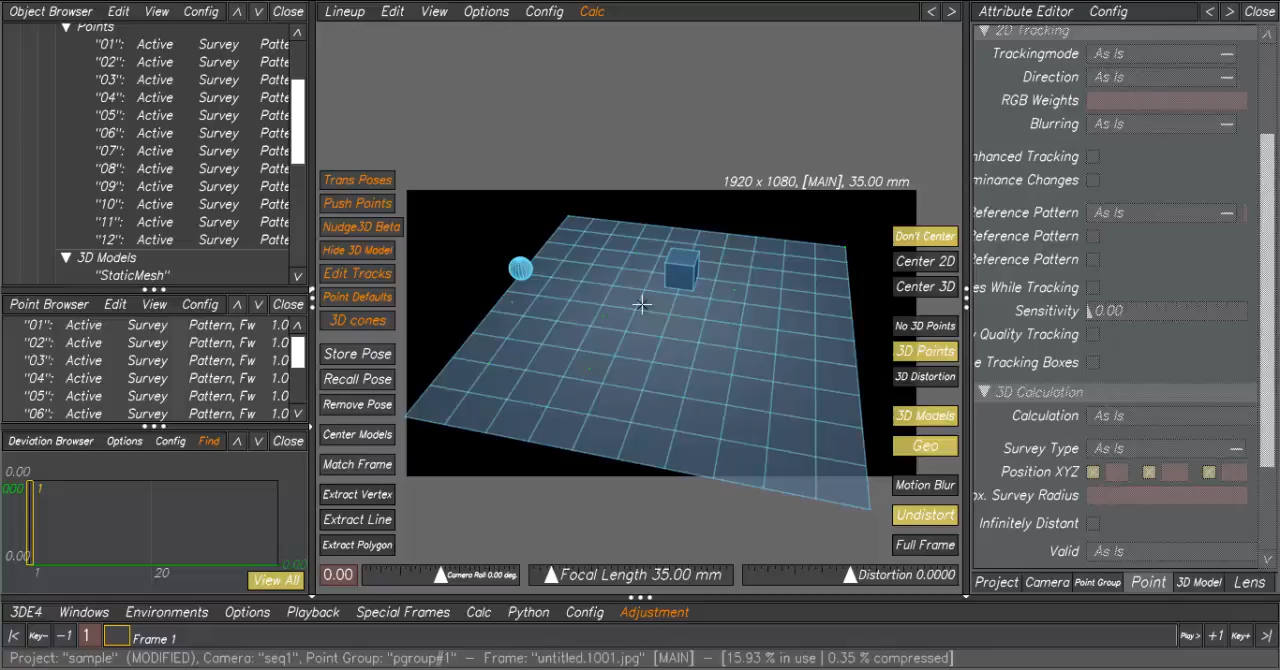 Object Browser Edit View Config Close
Points
"01": Active Survey Patte
"02": Active Survey Patte
"03": Active Survey Patte
"04": Active Survey Patte
"05": Active Survey Patte
"06": Active Survey Patte
"07": Active Survey Patte
"08": Active Survey Patte
"09": Active Survey Patte
"10": Active Survey Patte
"11": Active Survey Patte
"12": Active Survey Patte
3D Models
"StaticMesh"
Point Browser Edit View Config Close
"01": Active Survey Pattern, Fw 1.0
"02": Active Survey Pattern, Fw 1.0
"03": Active Survey Pattern, Fw 1.0
"04": Active Survey Pattern, Fw 1.0
"05": Active Survey Pattern, Fw 1.0
"06": Active Survey Pattern, Fw 1.0
Deviation Browser Options Config Find Close
0.00
000 1
0.00 0.00
1 20
View All
Lineup Edit View Options Config Calc < >
1920 x 1080, [MAIN], 35.00 mm
Trans Poses
Push Points
Nudge3D Beta
Hide 3D Model
Edit Tracks
Point Defaults
3D cones
Store Pose
Recall Pose
Remove Pose
Center Models
Match Frame
Extract Vertex
Extract Line
Extract Polygon
Don't Center
Center 2D
Center 3D
No 3D Points
3D Points
3D Distortion
3D Models
Geo
Motion Blur
Undistort
Full Frame
0.00 Camera Roll 0.00 deg. Focal Length 35.00 mm Distortion 0.0000
Attribute Editor Config < > Close
2D Tracking
Trackingmode As Is
Direction As Is
RGB Weights
Blurring As Is
nhanced Tracking
minance Changes
Reference Pattern As Is
Reference Pattern
Reference Pattern
es While Tracking
Sensitivity 0.00
y Quality Tracking
e Tracking Boxes
3D Calculation
Calculation As Is
Survey Type As Is
Position XYZ
ox. Survey Radius
Infinitely Distant
Valid As Is
Project Camera Point Group Point 3D Model Lens
3DE4 Windows Environments Options Playback Special Frames Calc Python Config Adjustment
|< Key- -1 1 Frame 1 Play> +1 Key+ >|
Project: "sample" (MODIFIED), Camera: "seq1", Point Group: "pgroup#1" - Frame: "untitled.1001.jpg" [MAIN] - [15.93 % in use | 0.35 % compressed]